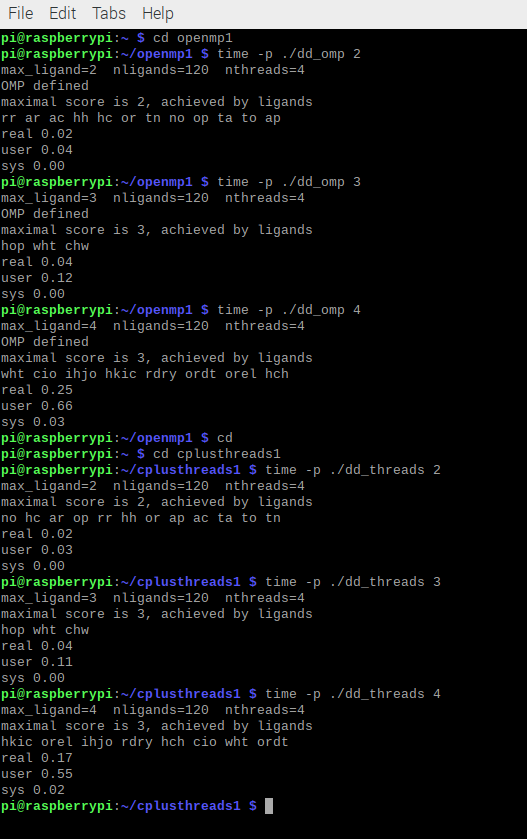 File Edit Tabs Help
pi@raspberrypi:~ $ cd openmp1
pi@raspberrypi:~/openmp1 $ time -p ./dd_omp 2
max_ligand=2  nligands=120  nthreads=4
OMP defined
maximal score is 2, achieved by ligands
rr ar ac hh hc or tn no op ta to ap
real 0.02
user 0.04
sys 0.00
pi@raspberrypi:~/openmp1 $ time -p ./dd_omp 3
max_ligand=3  nligands=120  nthreads=4
OMP defined
maximal score is 3, achieved by ligands
hop wht chw
real 0.04
user 0.12
sys 0.00
pi@raspberrypi:~/openmp1 $ time -p ./dd_omp 4
max_ligand=4  nligands=120  nthreads=4
OMP defined
maximal score is 3, achieved by ligands
wht cio ihjo hkic rdry ordt orel hch
real 0.25
user 0.66
sys 0.03
pi@raspberrypi:~/openmp1 $ cd
pi@raspberrypi:~ $ cd cplusthreads1
pi@raspberrypi:~/cplusthreads1 $ time -p ./dd_threads 2
max_ligand=2  nligands=120  nthreads=4
maximal score is 2, achieved by ligands
no hc ar op rr hh or ap ac ta to tn
real 0.02
user 0.03
sys 0.00
pi@raspberrypi:~/cplusthreads1 $ time -p ./dd_threads 3
max_ligand=3  nligands=120  nthreads=4
maximal score is 3, achieved by ligands
hop wht chw
real 0.04
user 0.11
sys 0.00
pi@raspberrypi:~/cplusthreads1 $ time -p ./dd_threads 4
max_ligand=4  nligands=120  nthreads=4
maximal score is 3, achieved by ligands
hkic orel ihjo rdry hch cio wht ordt
real 0.17
user 0.55
sys 0.02
pi@raspberrypi:~/cplusthreads1 $